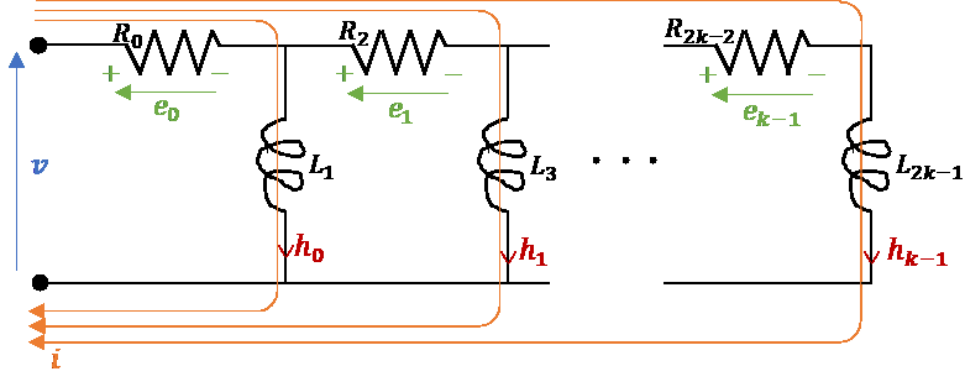 R₀ R₂ R₂ₖ₋₂
+ − + − + −
e₀ e₁ eₖ₋₁
v L₁ L₃ . . . L₂ₖ₋₁
h₀ h₁ hₖ₋₁
i